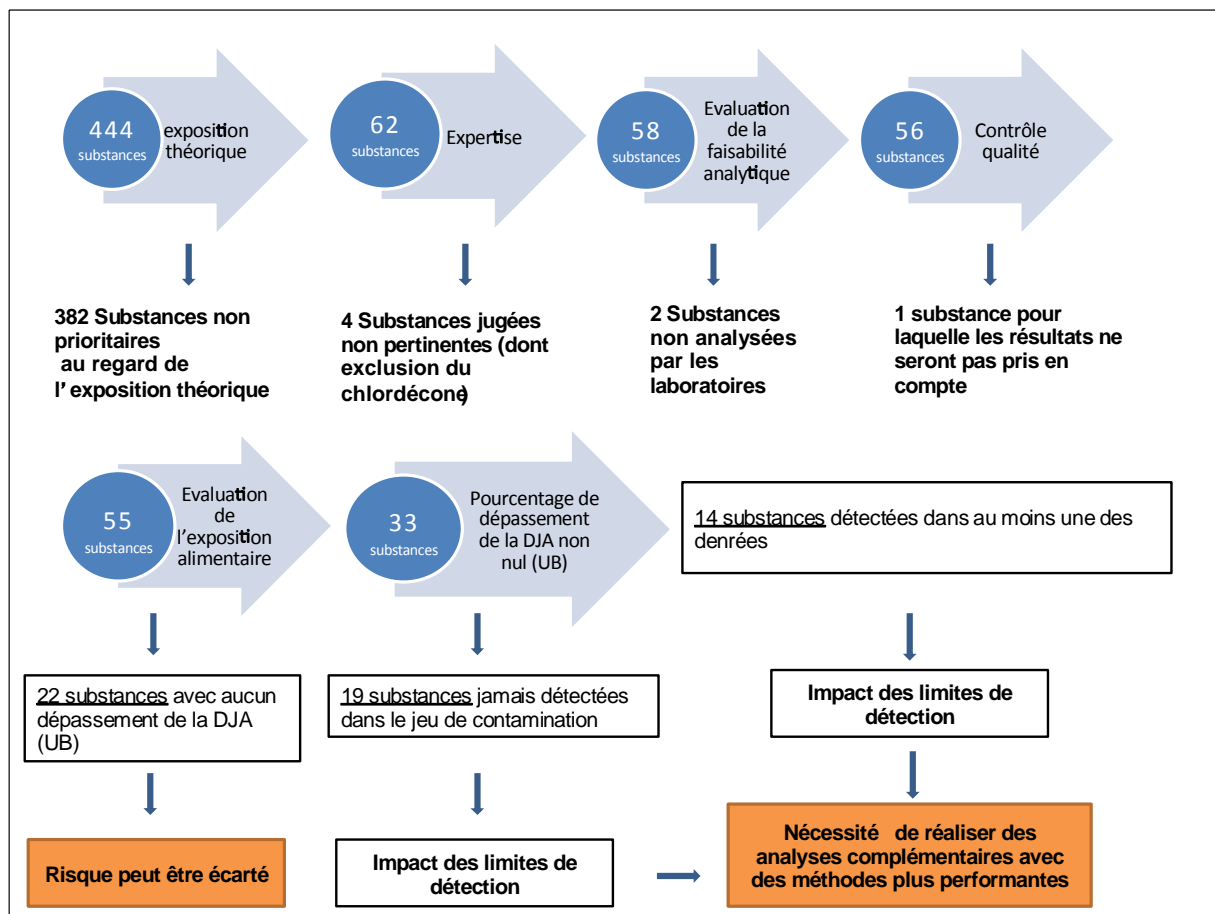 444
substances
exposition
théorique
62
substances
Expertise
58
substances
Evaluation
de la
faisabilité
analytique
56
substances
Contrôle
qualité
382 Substances non
prioritaires
au regard de
l'exposition théorique
4 Substances jugées
non pertinentes (dont
exclusion du
chlordécone)
2 Substances
non analysées
par les
laboratoires
1 substance pour
laquelle les résultats ne
seront pas pris en
compte
55
substances
Evaluation
de
l'exposition
alimentaire
33
substances
Pourcentage de
dépassement
de la DJA non
nul (UB)
14 substances détectées dans au moins une des
denrées
22 substances avec aucun
dépassement de la DJA
(UB)
19 substances jamais détectées
dans le jeu de contamination
Impact des limites de
détection
Risque peut être écarté
Impact des limites de
détection
Nécessité de réaliser des
analyses complémentaires avec
des méthodes plus performantes